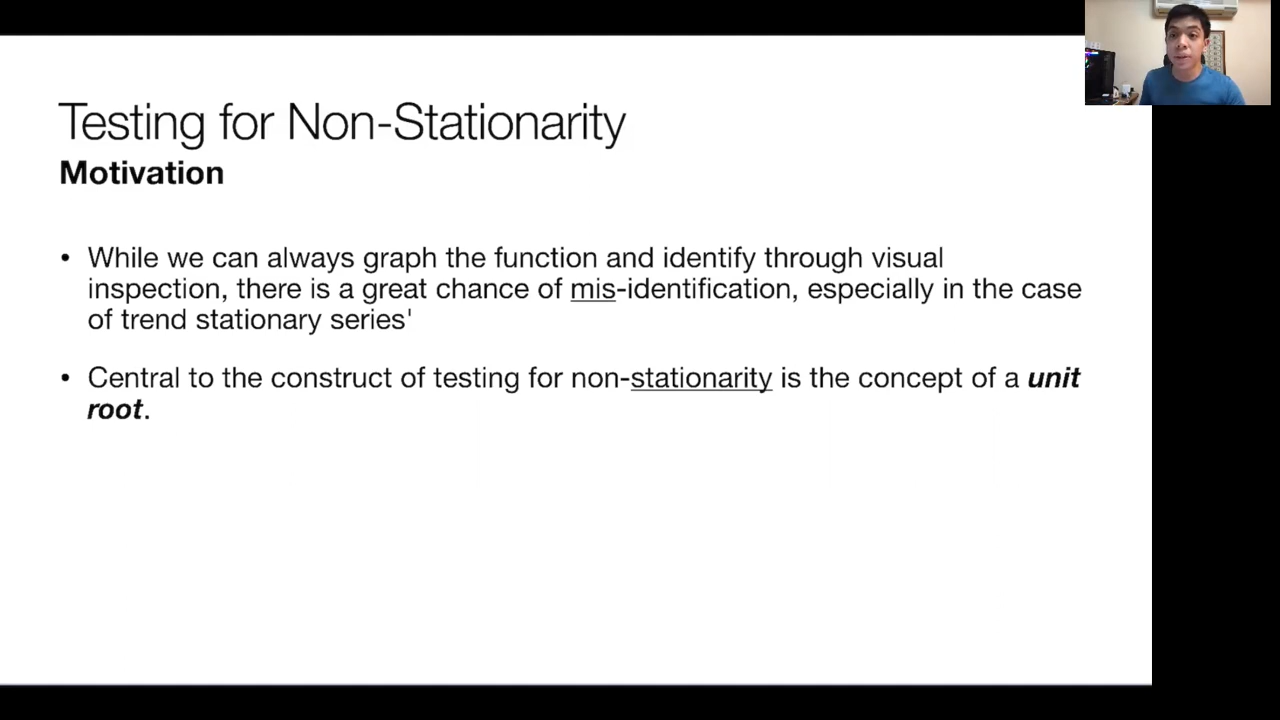 Testing for Non-Stationarity
Motivation
• While we can always graph the function and identify through visual
inspection, there is a great chance of mis-identification, especially in the case
of trend stationary series'
• Central to the construct of testing for non-stationarity is the concept of a unit
root.